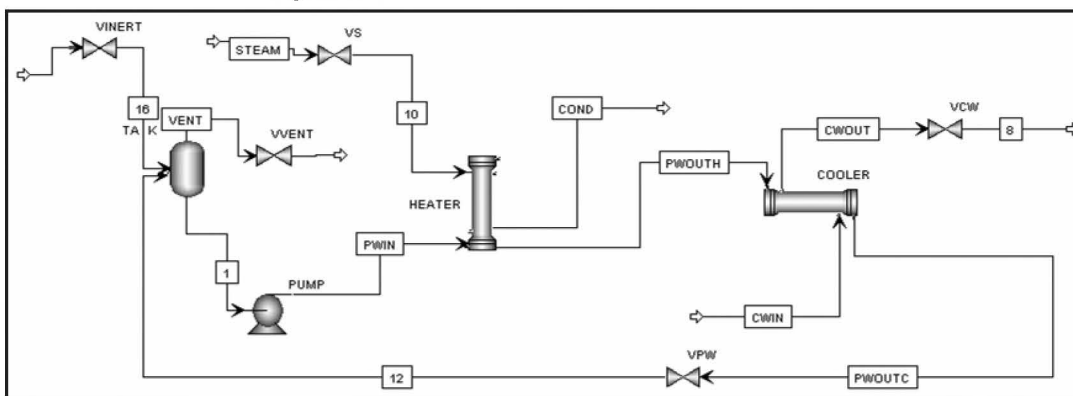 VINERT
VS
STEAM
16
TA K
VENT
VVENT
10
COND
CWOUT
VCW
8
PWOUTH
COOLER
HEATER
PWIN
1
PUMP
CWIN
VPW
12
PWOUTC